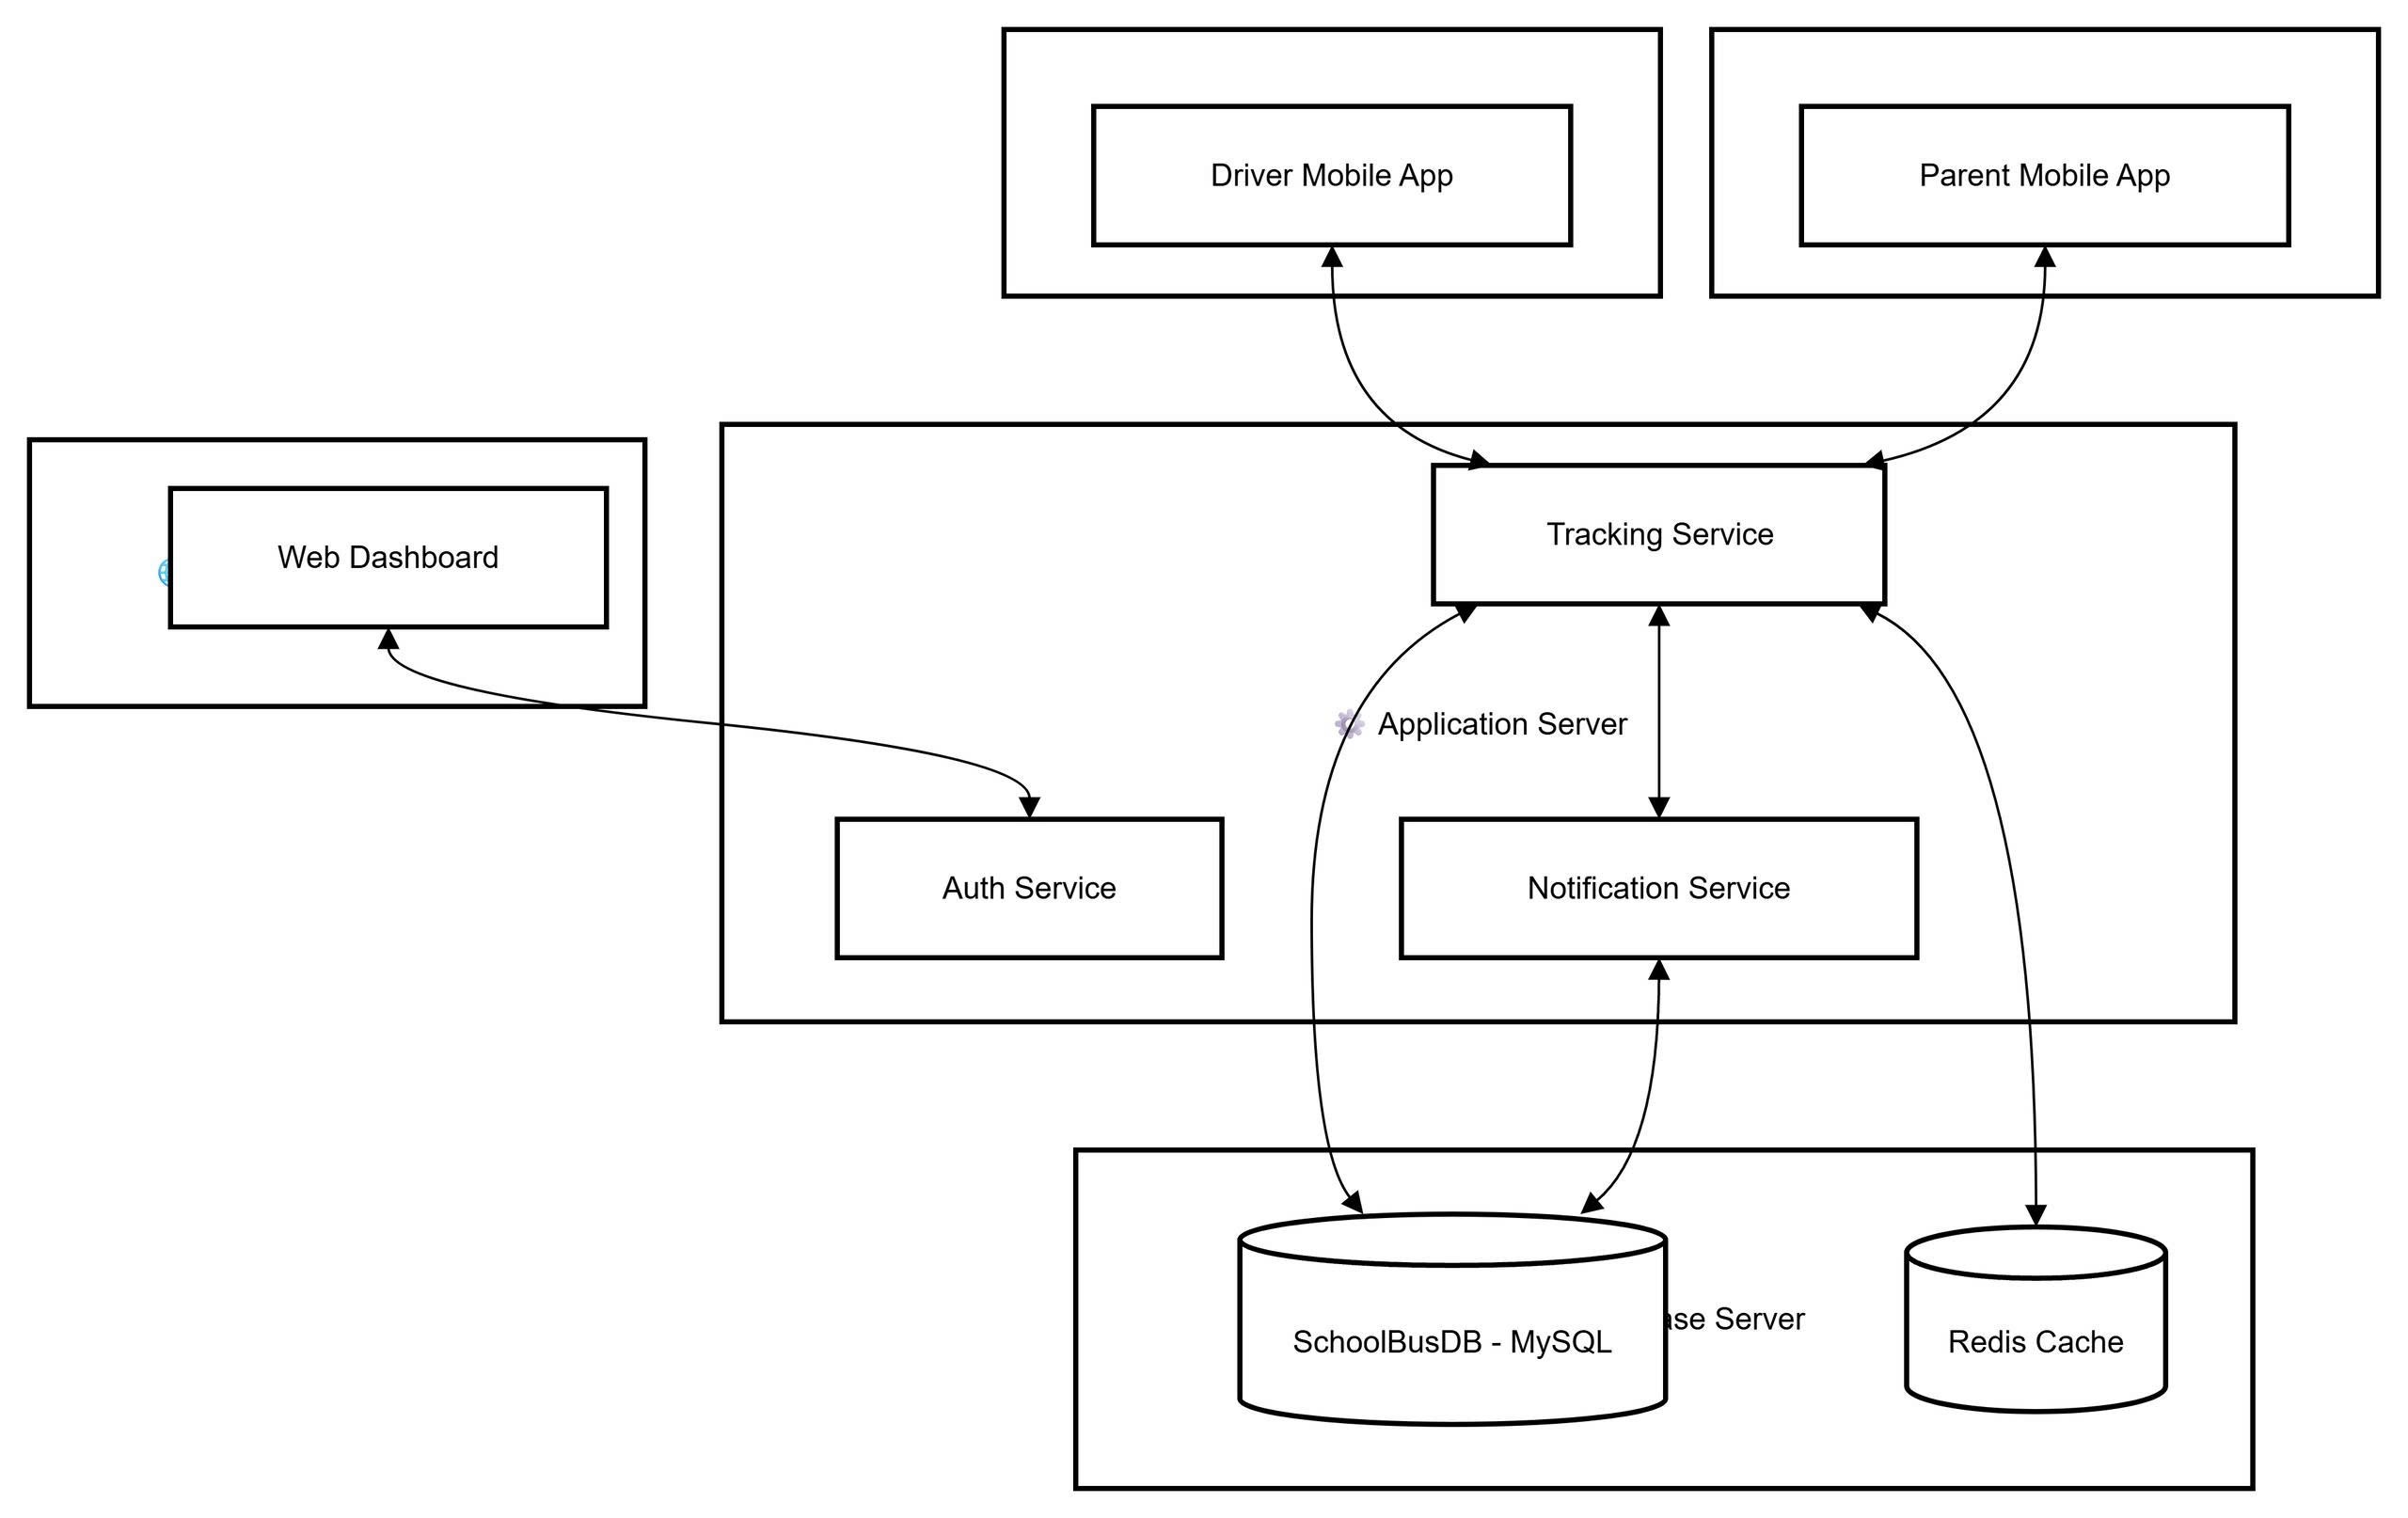 Driver Mobile App
Parent Mobile App
Web Dashboard
Tracking Service
Application Server
Auth Service
Notification Service
Server
SchoolBusDB - MySQL
Redis Cache